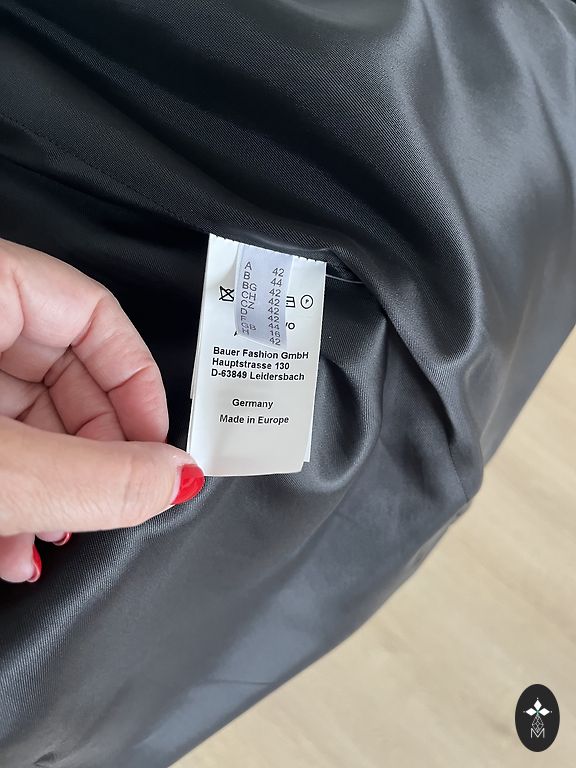 A 42
B 44
BG 42
CH 42
CZ 42
D 42
F 44
GB 16
H 42
P
Bauer Fashion GmbH
Hauptstrasse 130
D-63849 Leidersbach
Germany
Made in Europe
M